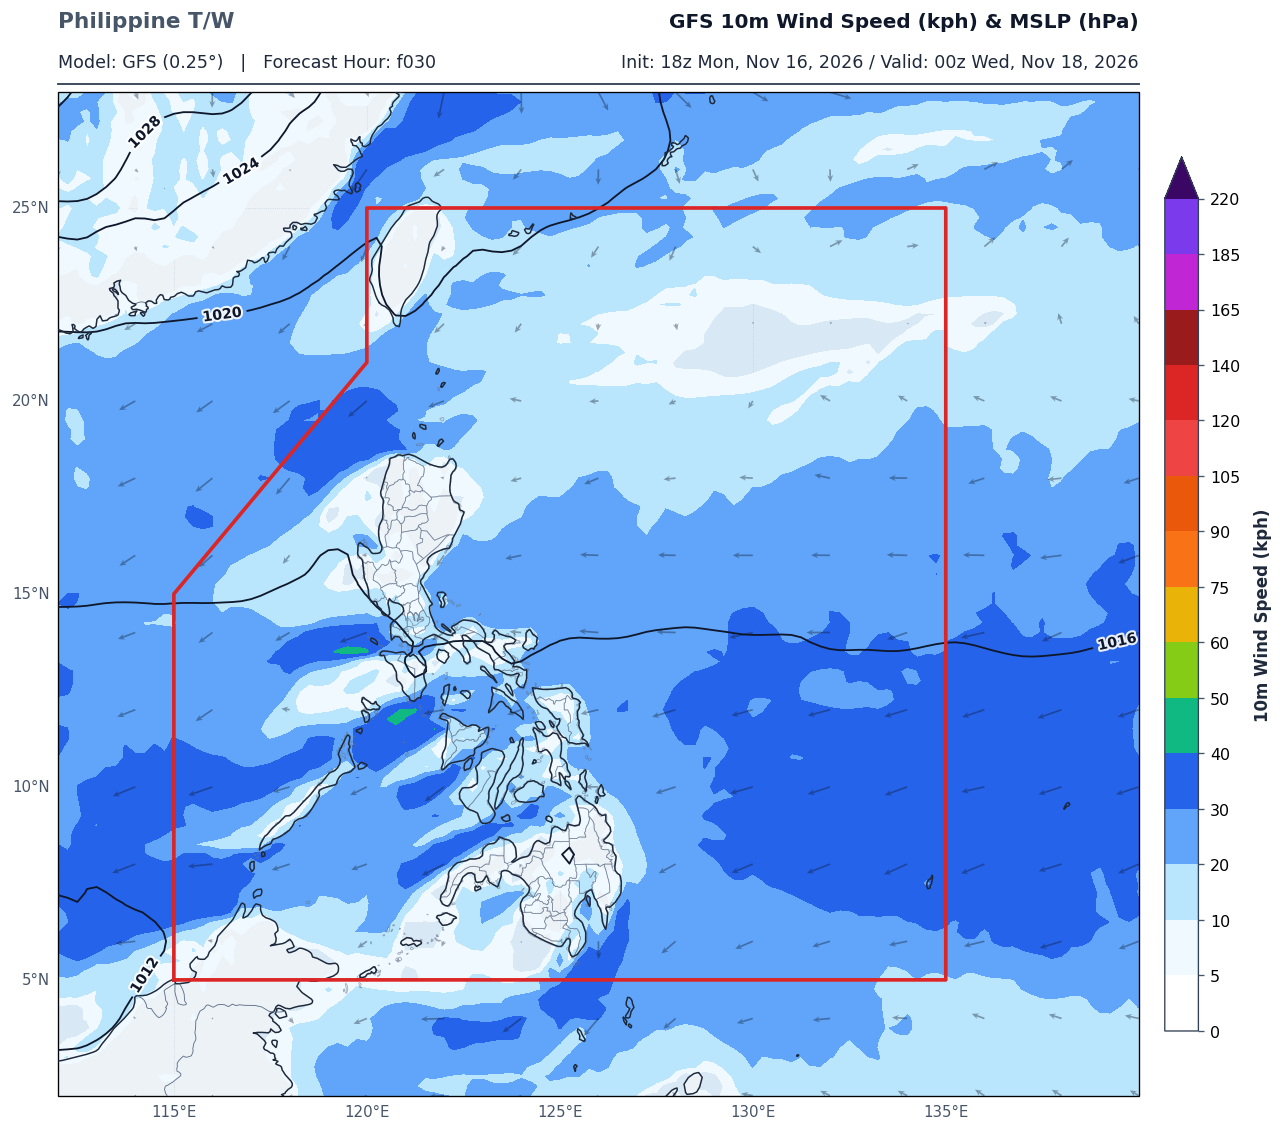 Philippine T/W
GFS 10m Wind Speed (kph) & MSLP (hPa)
Model: GFS (0.25°) | Forecast Hour: f030
Init: 18z Mon, Nov 16, 2026 / Valid: 00z Wed, Nov 18, 2026
1028
1024
1020
1016
1012
25°N
20°N
15°N
10°N
5°N
115°E
120°E
125°E
130°E
135°E
220
185
165
140
120
105
90
75
60
50
40
30
20
10
5
0
10m Wind Speed (kph)